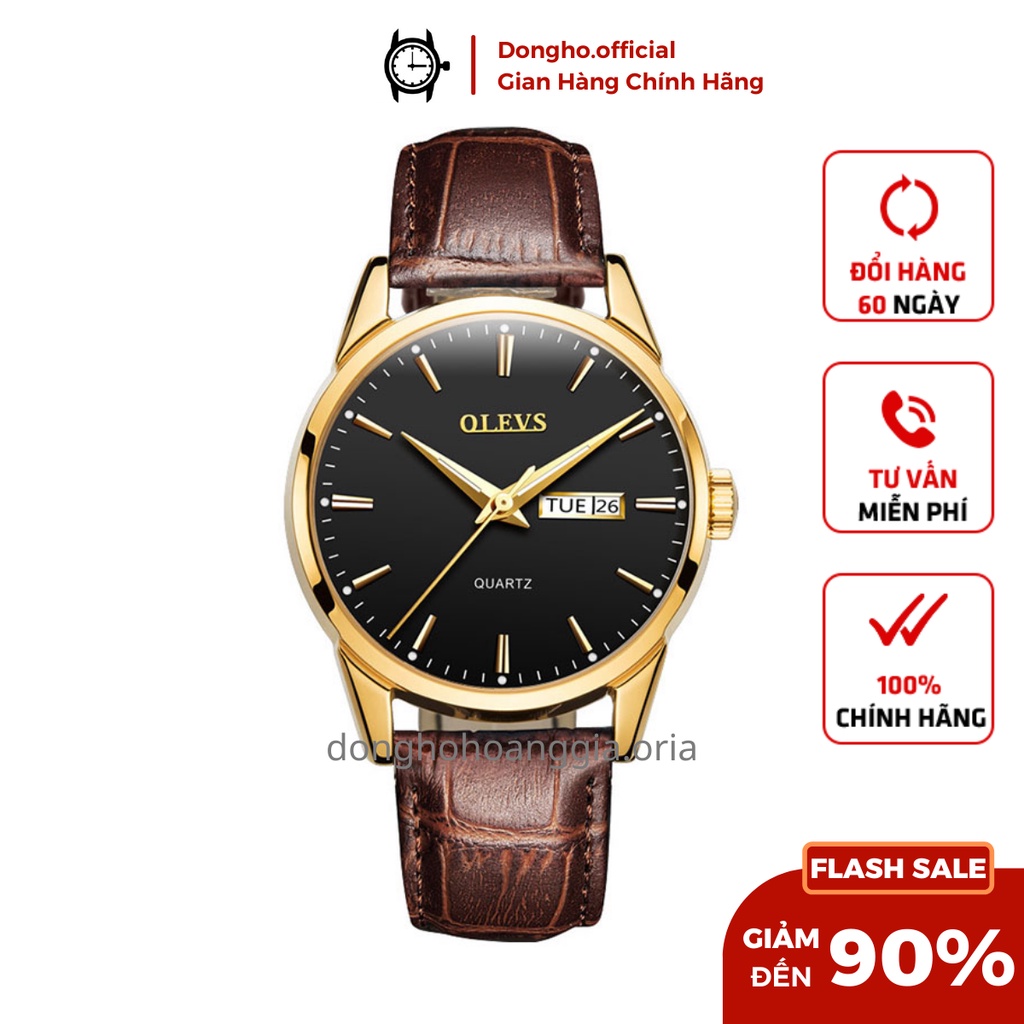 Dongho.official
Gian Hàng Chính Hãng
ĐỔI HÀNG
60 NGÀY
OLEVS
TUE 26
TƯ VẤN
MIỄN PHÍ
QUARTZ
100%
CHÍNH HÃNG
donghohoanggia.oria
FLASH SALE
GIẢM
ĐẾN
90%